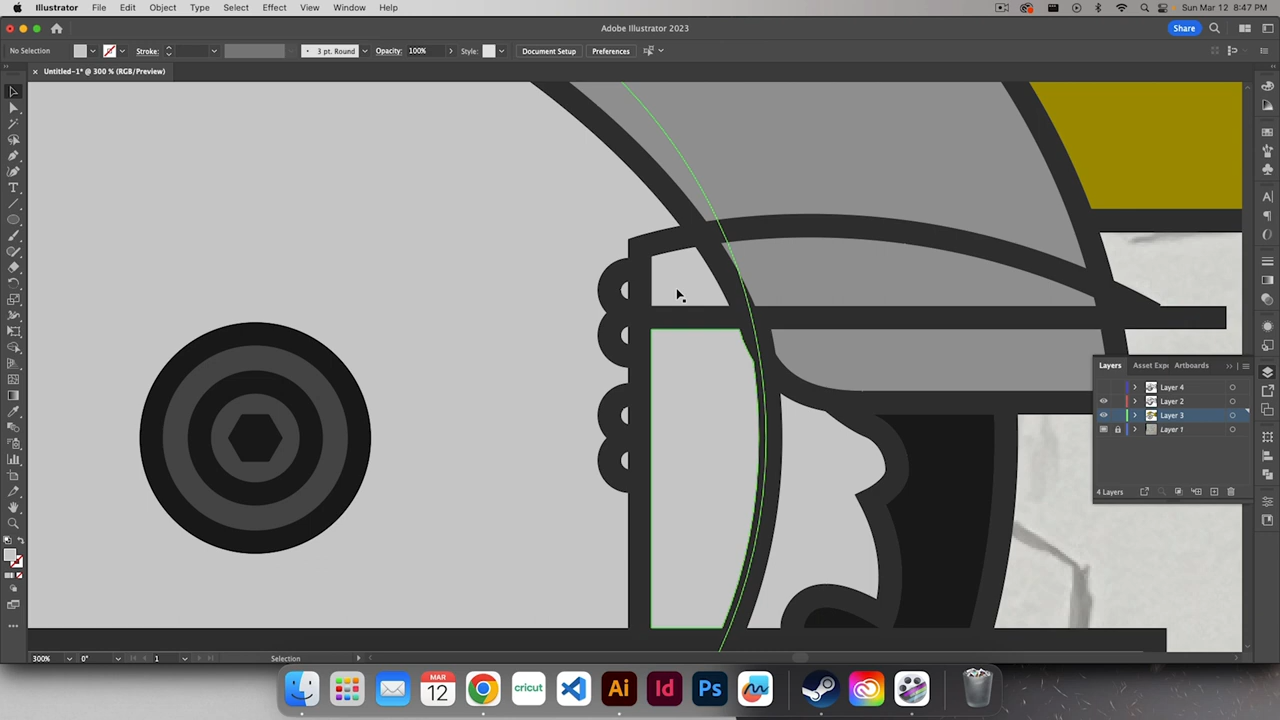 Illustrator File Edit Object Type Select Effect View Window Help Sun Mar 12 8:47 PM
Adobe Illustrator 2023 Share
No Selection Stroke: 3 pt. Round Opacity: 100% Style: Document Setup Preferences
× Untitled-1* @ 300 % (RGB/Preview)
Layers Asset Expo Artboards
Layer 4
Layer 2
Layer 3
Layer 1
4 Layers
300% 0° 1 Selection
MAR
12
cricut
Ai
Id
Ps